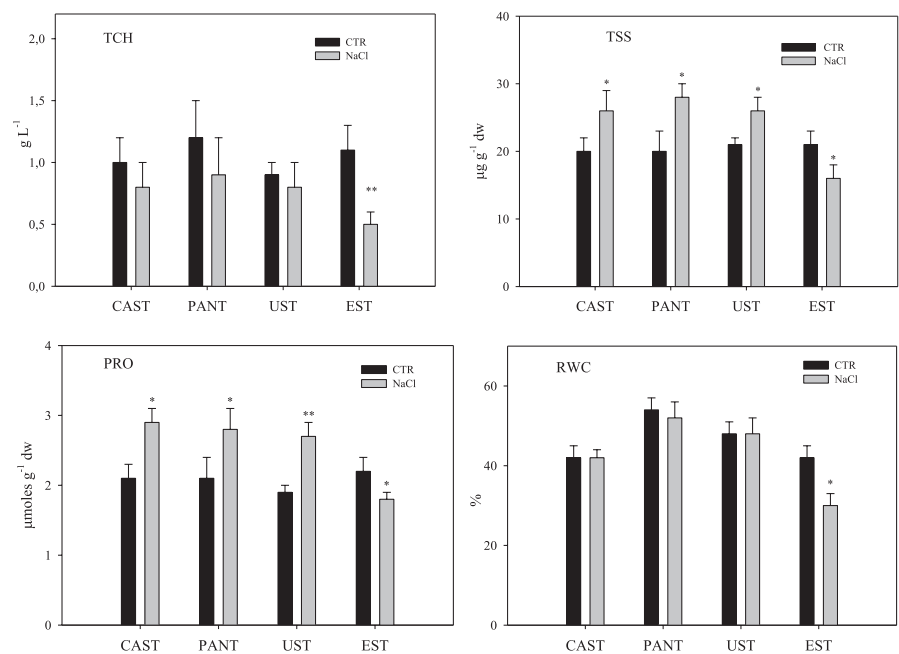 TCH
CTR
NaCl
g L-1
2,0
1,5
1,0
0,5
0,0
CAST PANT UST EST
**
TSS
CTR
NaCl
µg g-1 dw
40
30
20
10
0
* * * *
CAST PANT UST EST
PRO
CTR
NaCl
µmoles g-1 dw
4
3
2
1
0
* * ** *
CAST PANT UST EST
RWC
CTR
NaCl
%
60
40
20
0
*
CAST PANT UST EST